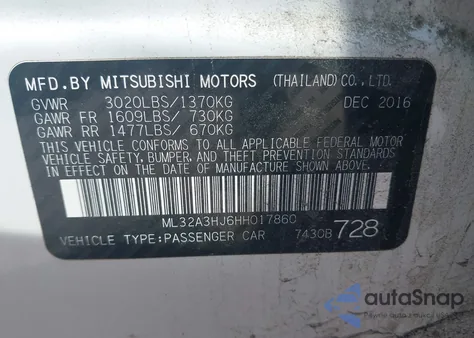 MFD.BY MITSUBISHI MOTORS (THAILAND) CO., LTD.
GVWR 3020LBS/1370KG DEC 2016
GAWR FR 1609LBS/ 730KG
GAWR RR 1477LBS/ 670KG
THIS VEHICLE CONFORMS TO ALL APPLICABLE FEDERAL MOTOR
VEHICLE SAFETY, BUMPER, AND THEFT PREVENTION STANDARDS
IN EFFECT ON THE DATE OF MANUFACTURE SHOWN ABOVE.
ML32A3HJ6HH017860
VEHICLE TYPE:PASSENGER CAR 7430B 728
autaSnap